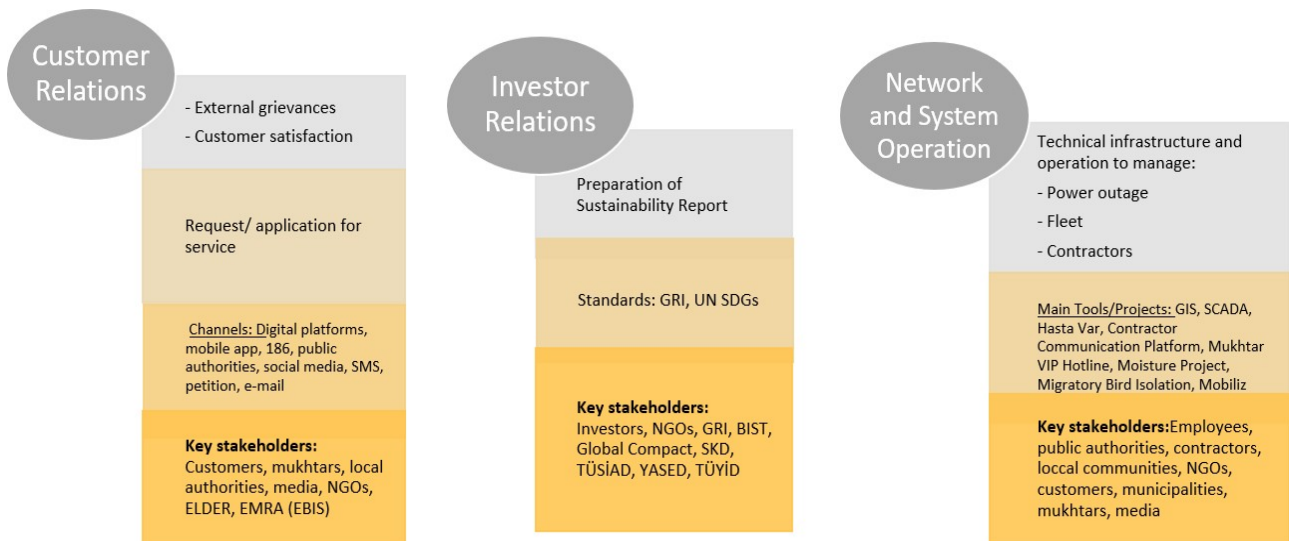 Customer
Relations
- External grievances
- Customer satisfaction
Request/ application for
service
Channels: Digital platforms,
mobile app, 186, public
authorities, social media, SMS,
petition, e-mail
Key stakeholders:
Customers, mukhtars, local
authorities, media, NGOs,
ELDER, EMRA (EBIS)
Investor
Relations
Preparation of
Sustainability Report
Standards: GRI, UN SDGs
Key stakeholders:
Investors, NGOs, GRI, BIST,
Global Compact, SKD,
TÜSİAD, YASED, TÜYİD
Network
and System
Operation
Technical infrastructure and
operation to manage:
- Power outage
- Fleet
- Contractors
Main Tools/Projects: GIS, SCADA,
Hasta Var, Contractor
Communication Platform, Mukhtar
VIP Hotline, Moisture Project,
Migratory Bird Isolation, Mobiliz
Key stakeholders:Employees,
public authorities, contractors,
loccal communities, NGOs,
customers, municipalities,
mukhtars, media